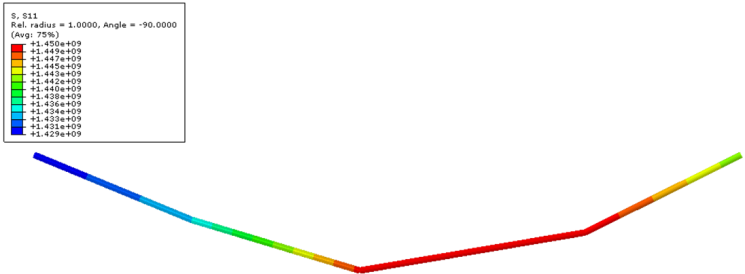 S, S11
Rel. radius = 1.0000, Angle = -90.0000
(Avg: 75%)
+1.450e+09
+1.449e+09
+1.447e+09
+1.445e+09
+1.443e+09
+1.442e+09
+1.440e+09
+1.438e+09
+1.436e+09
+1.434e+09
+1.433e+09
+1.431e+09
+1.429e+09